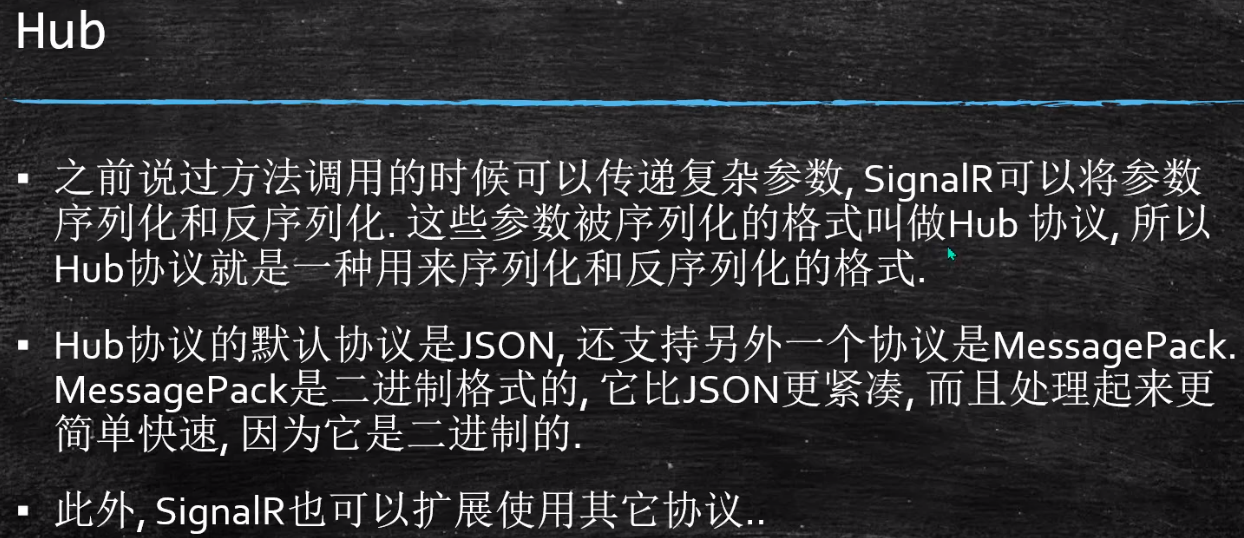 Hub
▪ 之前说过方法调用的时候可以传递复杂参数, SignalR可以将参数
序列化和反序列化. 这些参数被序列化的格式叫做Hub 协议, 所以
Hub协议就是一种用来序列化和反序列化的格式.
▪ Hub协议的默认协议是JSON, 还支持另外一个协议是MessagePack.
MessagePack是二进制格式的, 它比JSON更紧凑, 而且处理起来更
简单快速, 因为它是二进制的.
▪ 此外, SignalR也可以扩展使用其它协议..